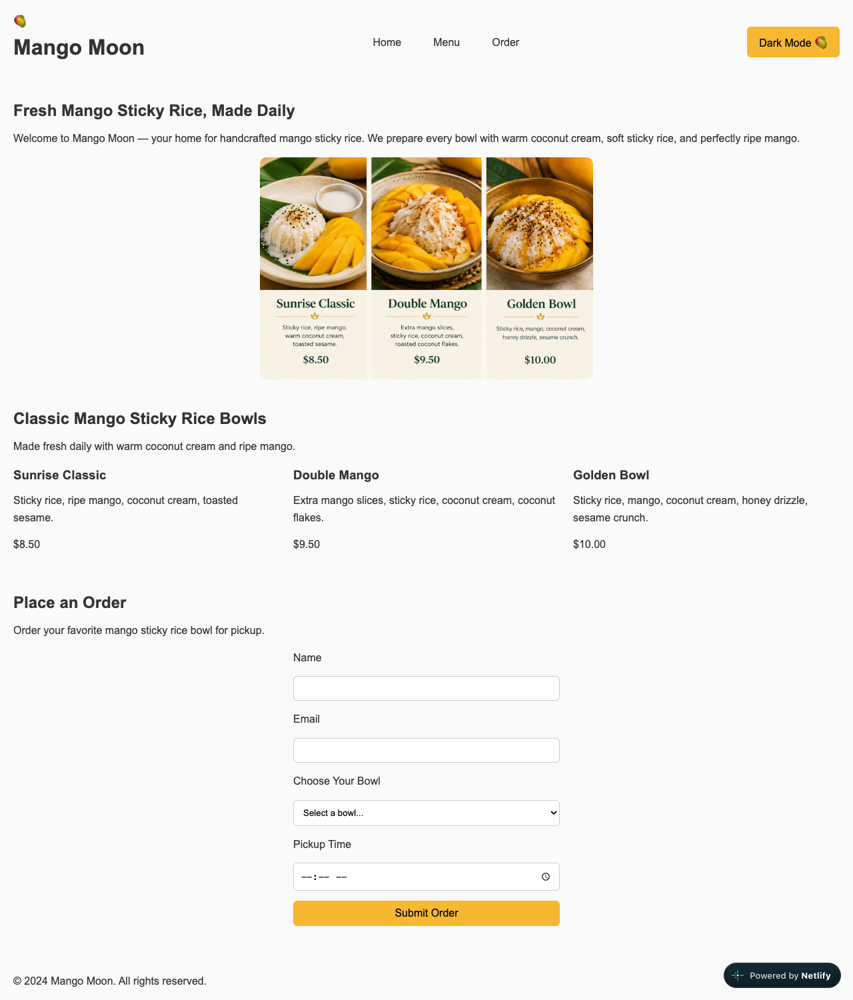 🥭
Mango Moon
Home
Menu
Order
Dark Mode 🥭
Fresh Mango Sticky Rice, Made Daily
Welcome to Mango Moon — your home for handcrafted mango sticky rice. We prepare every bowl with warm coconut cream, soft sticky rice, and perfectly ripe mango.
Sunrise Classic
Sticky rice, ripe mango,
warm coconut cream,
toasted sesame.
$8.50
Double Mango
Extra mango slices,
sticky rice, coconut cream,
roasted coconut flakes.
$9.50
Golden Bowl
Sticky rice, mango, coconut cream,
honey drizzle, sesame crunch.
$10.00
Classic Mango Sticky Rice Bowls
Made fresh daily with warm coconut cream and ripe mango.
Sunrise Classic
Sticky rice, ripe mango, coconut cream, toasted
sesame.
$8.50
Double Mango
Extra mango slices, sticky rice, coconut cream, coconut
flakes.
$9.50
Golden Bowl
Sticky rice, mango, coconut cream, honey drizzle,
sesame crunch.
$10.00
Place an Order
Order your favorite mango sticky rice bowl for pickup.
Name
Email
Choose Your Bowl
Select a bowl...
Pickup Time
--:-- --
Submit Order
© 2024 Mango Moon. All rights reserved.
Powered by Netlify